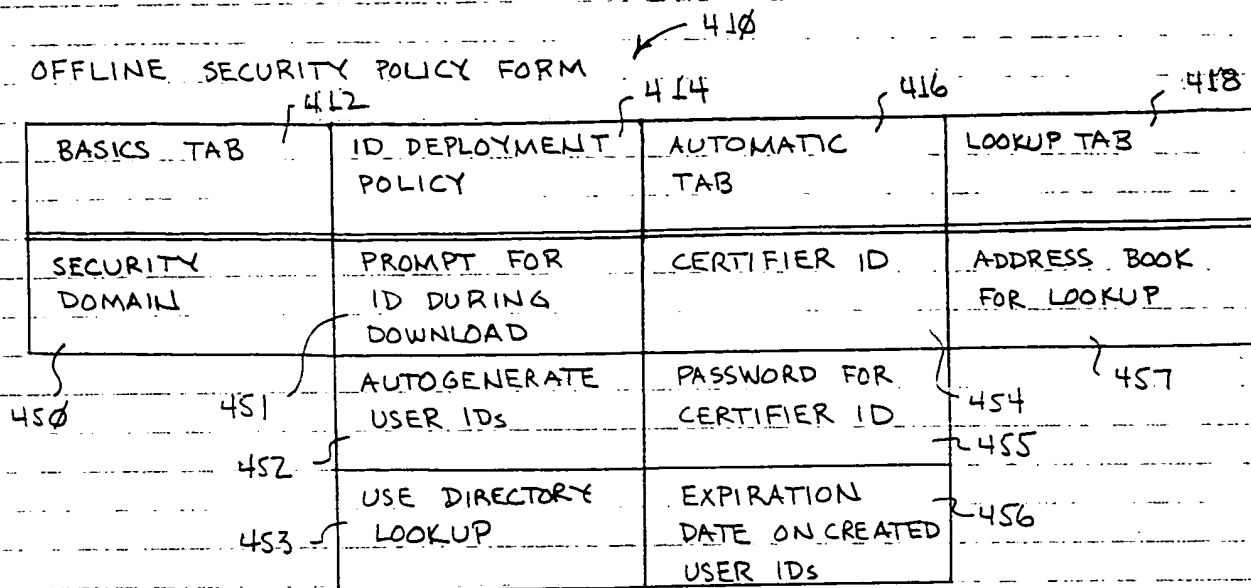 410
OFFLINE SECURITY POLICY FORM
412
414
416
418
BASICS TAB
ID DEPLOYMENT
POLICY
AUTOMATIC
TAB
LOOKUP TAB
SECURITY
DOMAIN
PROMPT FOR
ID DURING
DOWNLOAD
CERTIFIER ID
ADDRESS BOOK
FOR LOOKUP
450
451
AUTOGENERATE
USER IDs
PASSWORD FOR
CERTIFIER ID
454
457
452
455
USE DIRECTORY
LOOKUP
EXPIRATION
DATE ON CREATED
USER IDs
453
456